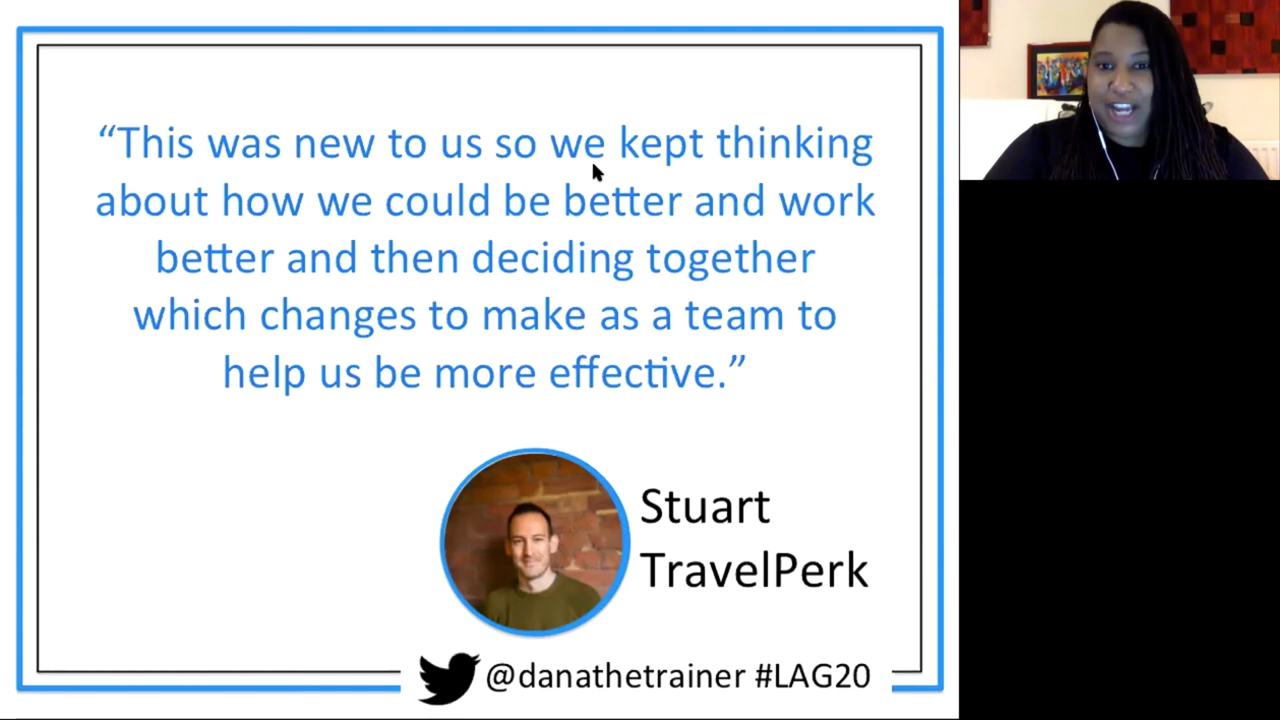 “This was new to us so we kept thinking
about how we could be better and work
better and then deciding together
which changes to make as a team to
help us be more effective.”
Stuart
TravelPerk
@danathetrainer #LAG20